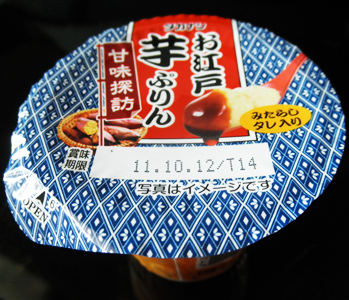 お江戸
芋ぷりん
甘味探訪
みたらし
タレ入り
賞味
期限
11.10.12/T14
写真はイメージです
OPEN